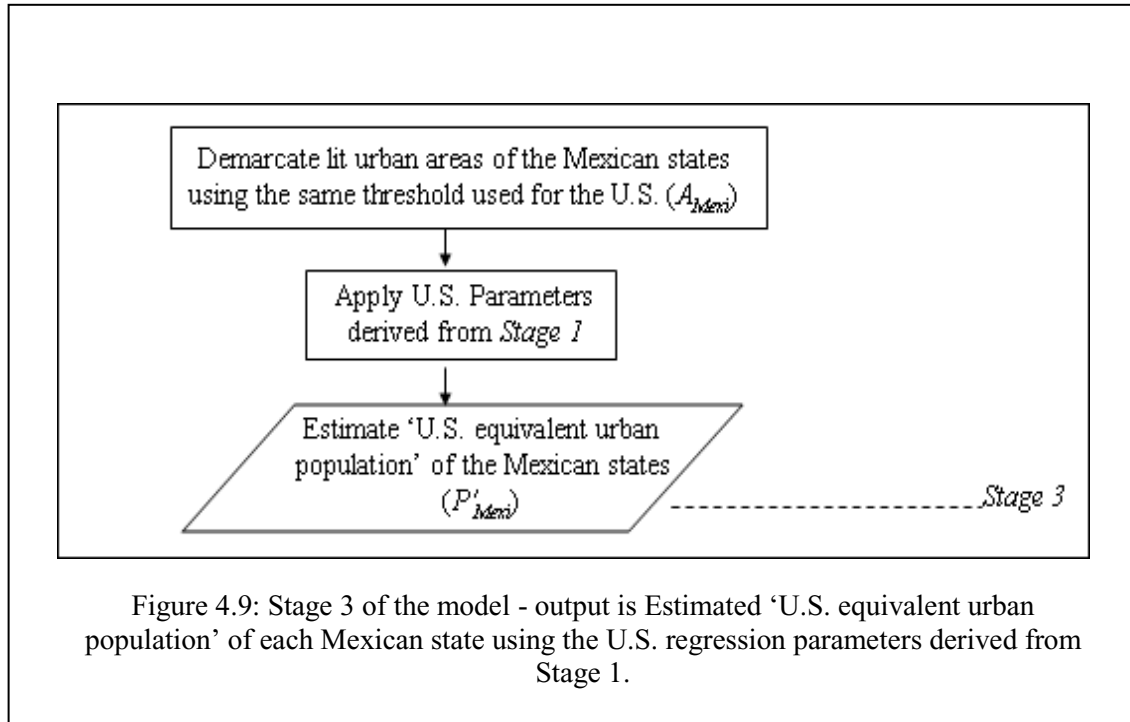 Demarcate lit urban areas of the Mexican states
using the same threshold used for the U.S. (A_Mexi)
Apply U.S. Parameters
derived from Stage 1
Estimate ‘U.S. equivalent urban
population’ of the Mexican states
(P'_Mexi)
Stage 3
Figure 4.9: Stage 3 of the model - output is Estimated ‘U.S. equivalent urban
population’ of each Mexican state using the U.S. regression parameters derived from
Stage 1.